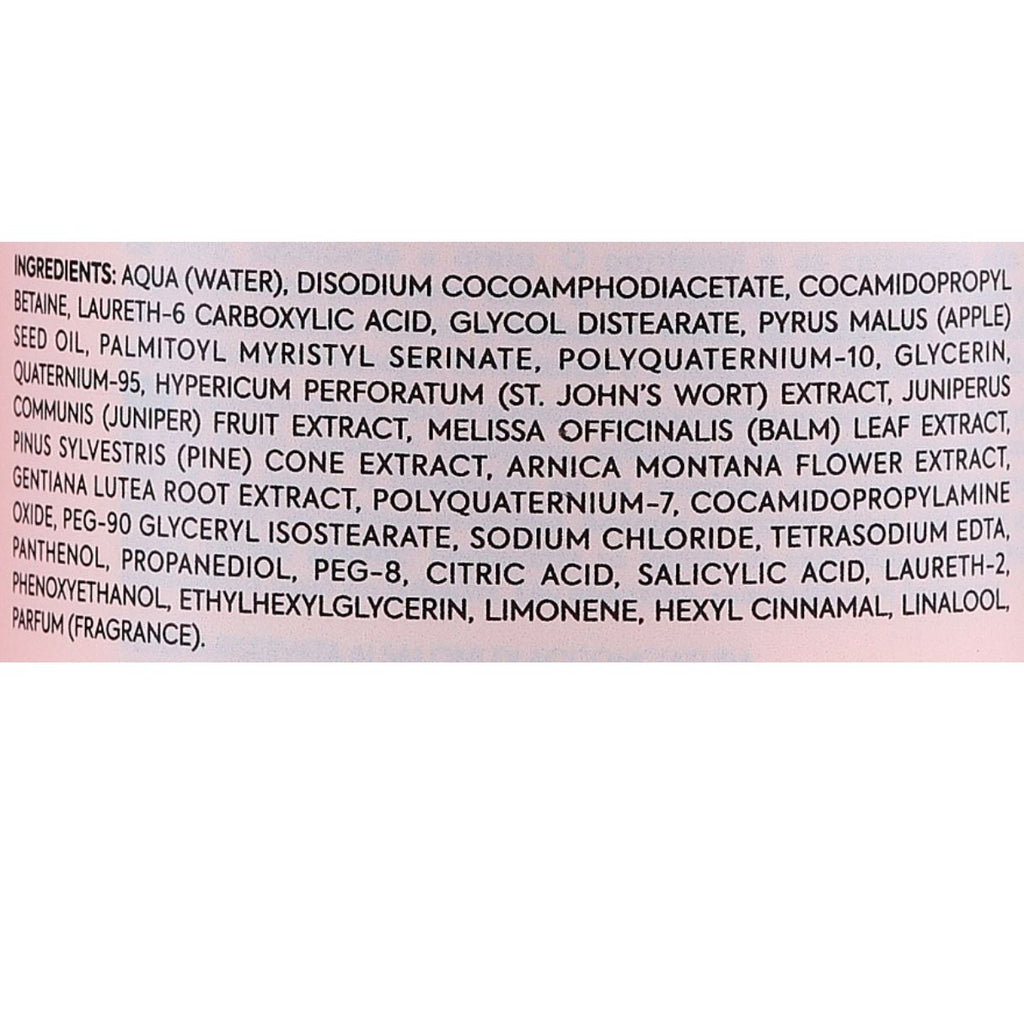 INGREDIENTS: AQUA (WATER), DISODIUM COCOAMPHODIACETATE, COCAMIDOPROPYL
BETAINE, LAURETH-6 CARBOXYLIC ACID, GLYCOL DISTEARATE, PYRUS MALUS (APPLE)
SEED OIL, PALMITOYL MYRISTYL SERINATE, POLYQUATERNIUM-10, GLYCERIN,
QUATERNIUM-95, HYPERICUM PERFORATUM (ST. JOHN'S WORT) EXTRACT, JUNIPERUS
COMMUNIS (JUNIPER) FRUIT EXTRACT, MELISSA OFFICINALIS (BALM) LEAF EXTRACT,
PINUS SYLVESTRIS (PINE) CONE EXTRACT, ARNICA MONTANA FLOWER EXTRACT,
GENTIANA LUTEA ROOT EXTRACT, POLYQUATERNIUM-7, COCAMIDOPROPYLAMINE
OXIDE, PEG-90 GLYCERYL ISOSTEARATE, SODIUM CHLORIDE, TETRASODIUM EDTA,
PANTHENOL, PROPANEDIOL, PEG-8, CITRIC ACID, SALICYLIC ACID, LAURETH-2,
PHENOXYETHANOL, ETHYLHEXYLGLYCERIN, LIMONENE, HEXYL CINNAMAL, LINALOOL,
PARFUM (FRAGRANCE).